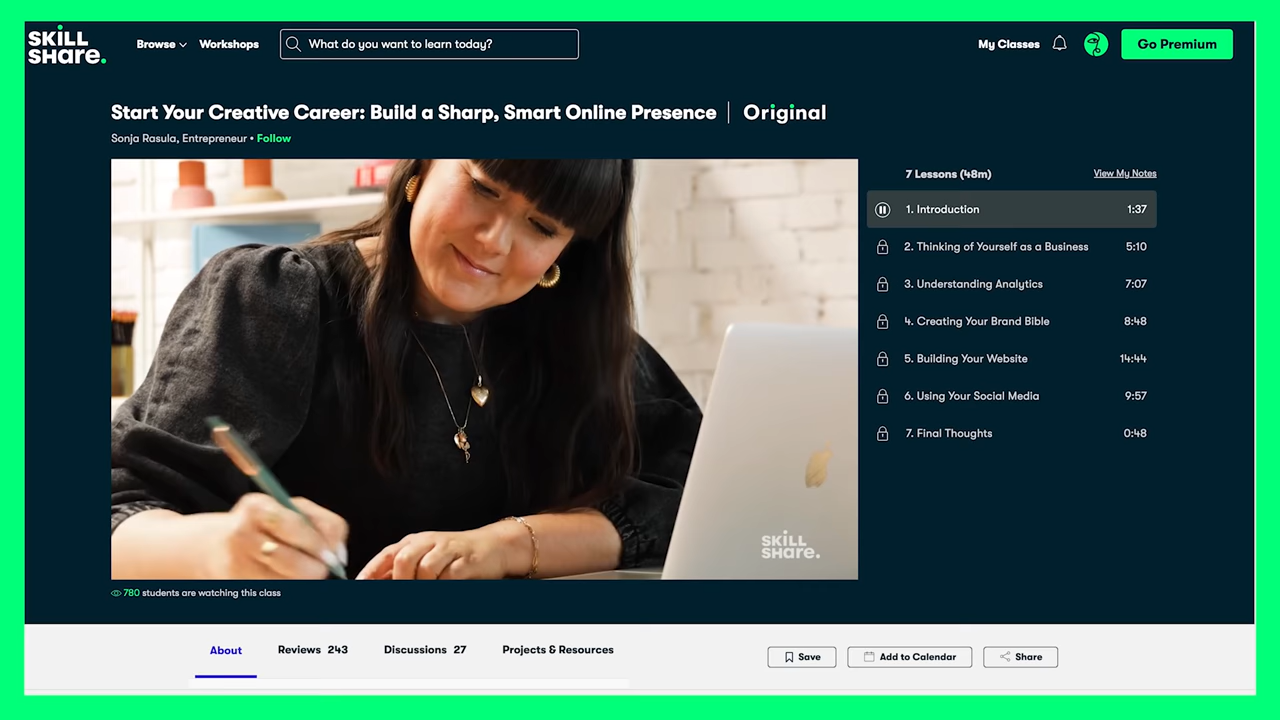 SKiLL
SHare.
Browse
Workshops
What do you want to learn today?
My Classes
Go Premium
Start Your Creative Career: Build a Sharp, Smart Online Presence | Original
Sonja Rasula, Entrepreneur • Follow
7 Lessons (48m)
View My Notes
1. Introduction 1:37
2. Thinking of Yourself as a Business 5:10
3. Understanding Analytics 7:07
4. Creating Your Brand Bible 8:48
5. Building Your Website 14:44
6. Using Your Social Media 9:57
7. Final Thoughts 0:48
SKiLL
SHare.
780 students are watching this class
About
Reviews 243
Discussions 27
Projects & Resources
Save
Add to Calendar
Share